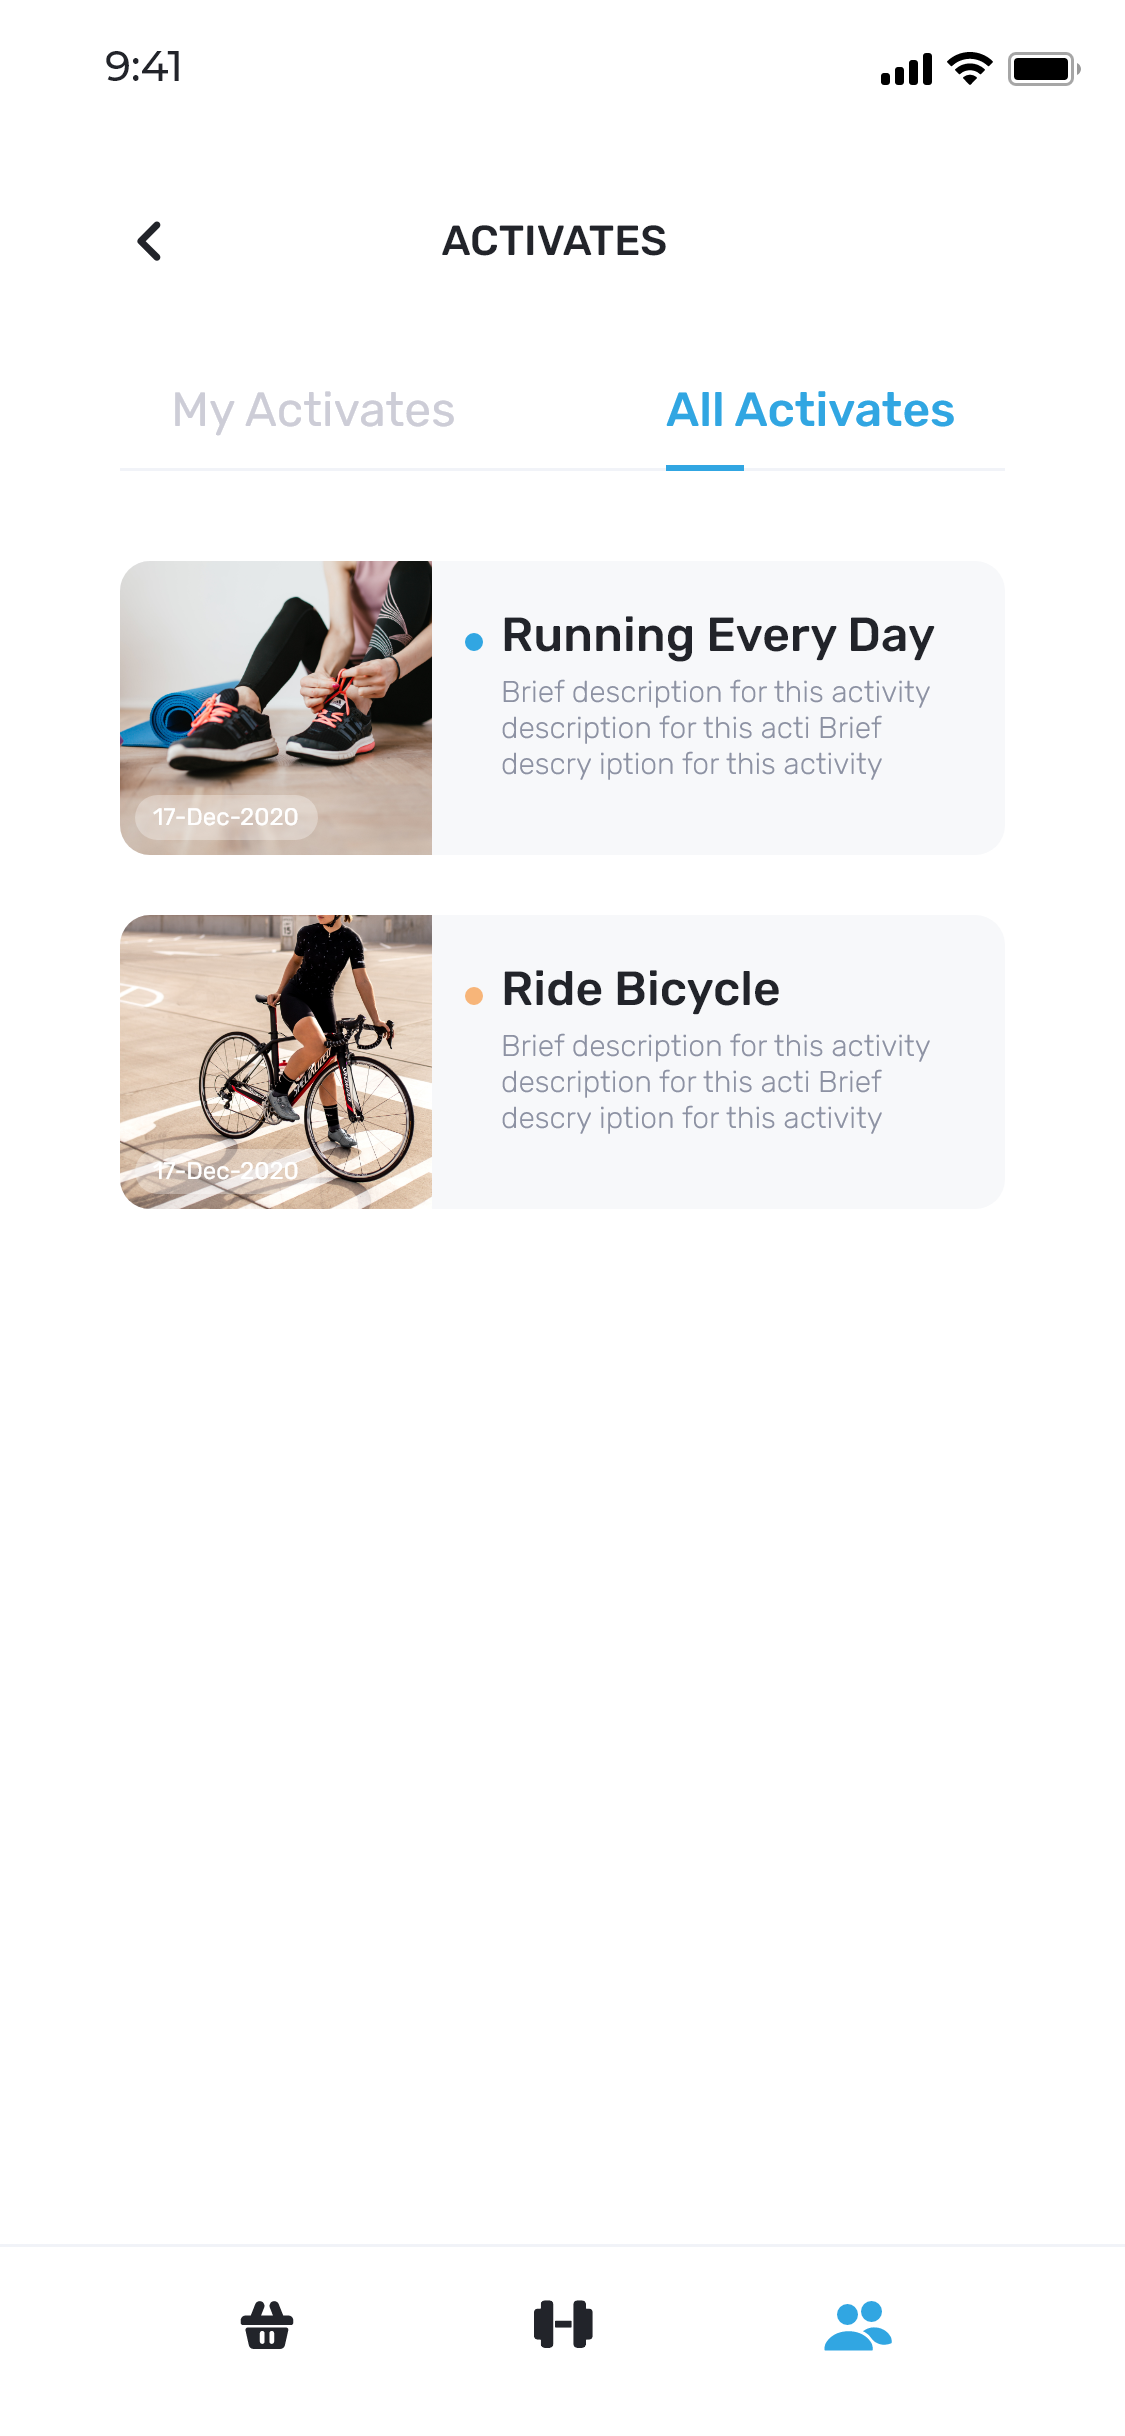 9:41
ACTIVATES
My Activates
All Activates
Running Every Day
Brief description for this activity
description for this acti Brief
descry iption for this activity
17-Dec-2020
Ride Bicycle
Brief description for this activity
description for this acti Brief
descry iption for this activity
SPECIALIZED
17-Dec-2020